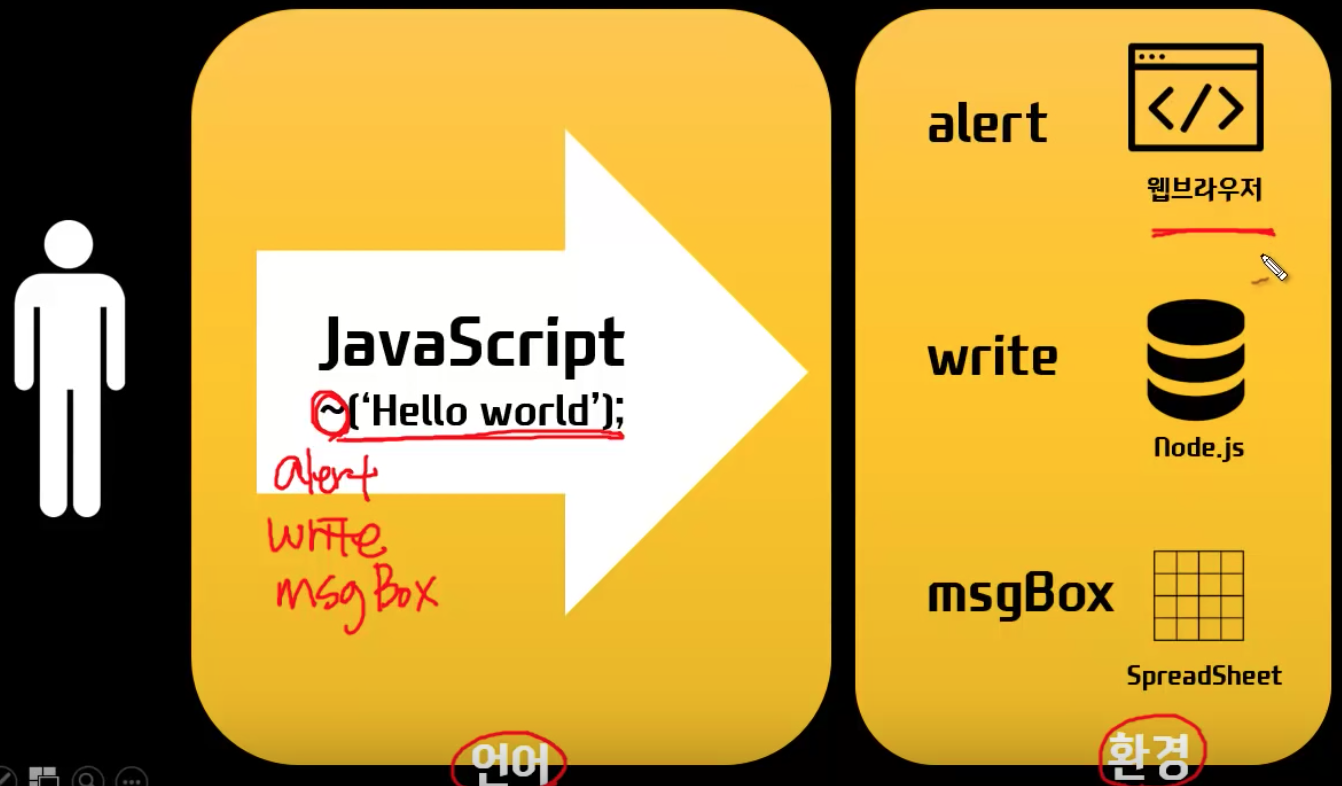 JavaScript
~(‘Hello world’);
alert
write
msgBox
언어
alert
웹브라우저
write
Node.js
msgBox
SpreadSheet
환경